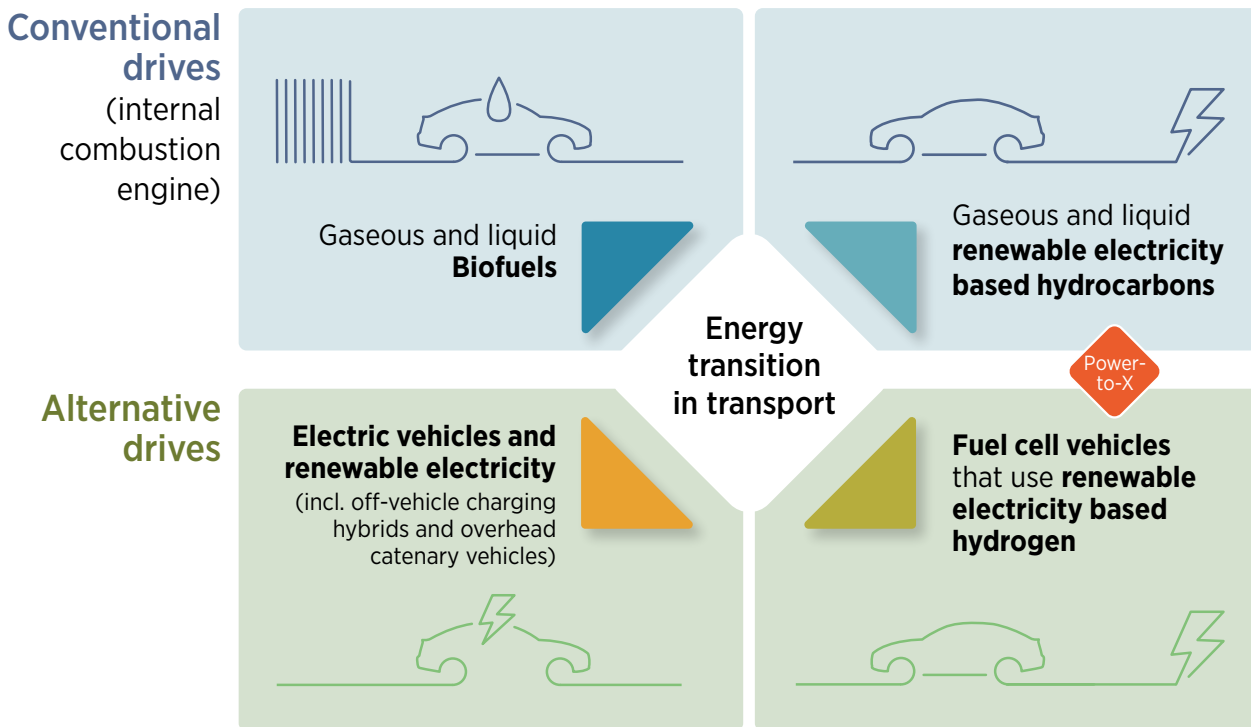 Conventional
drives
(internal
combustion
engine)
Gaseous and liquid
Biofuels
Gaseous and liquid
renewable electricity
based hydrocarbons
Energy
transition
in transport
Power-
to-X
Alternative
drives
Electric vehicles and
renewable electricity
(incl. off-vehicle charging
hybrids and overhead
catenary vehicles)
Fuel cell vehicles
that use renewable
electricity based
hydrogen